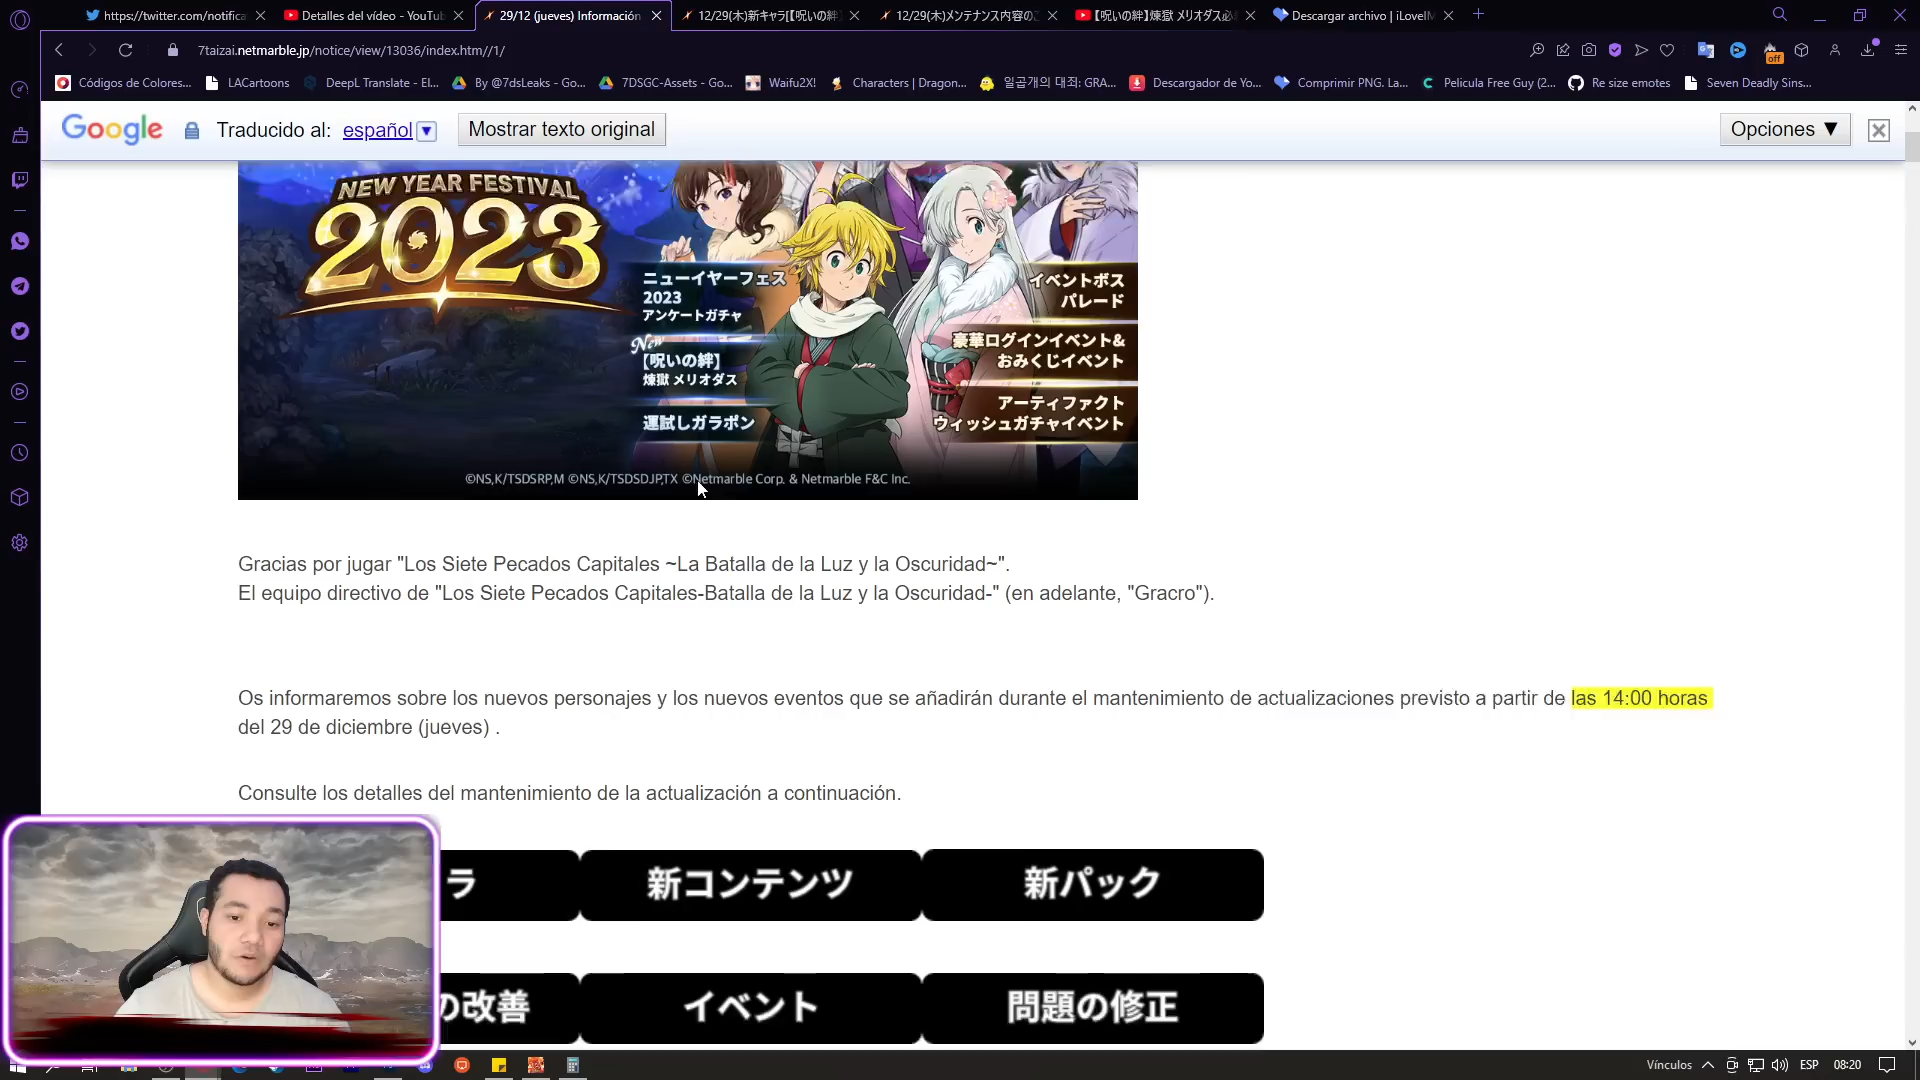 https://twitter.com/notifica
Detalles del vídeo - YouTub
29/12 (jueves) Información
12/29(木)新キャラ[【呪いの絆】
12/29(木)メンテナンス内容のご
【呪いの絆】煉獄 メリオダス必
Descargar archivo | iLoveIM
7taizai.netmarble.jp/notice/view/13036/index.htm//1/
off
Códigos de Colores...
LACartoons
DeepL Translate - El...
By @7dsLeaks - Go...
7DSGC-Assets - Go...
Waifu2X!
Characters | Dragon...
일곱개의 대죄: GRA...
Descargador de Yo...
Comprimir PNG. La...
Pelicula Free Guy (2...
Re size emotes
Seven Deadly Sins...
Google
Traducido al: español ▼
Mostrar texto original
Opciones ▼
NEW YEAR FESTIVAL
2023
ニューイヤーフェス
2023
アンケートガチャ
New
【呪いの絆】
煉獄 メリオダス
運試しガラポン
イベントボス
パレード
豪華ログインイベント&
おみくじイベント
アーティファクト
ウィッシュガチャイベント
©NS,K/TSDSRP,M ©NS,K/TSDSDJP,TX ©Netmarble Corp. & Netmarble F&C Inc.
Gracias por jugar "Los Siete Pecados Capitales ~La Batalla de la Luz y la Oscuridad~".
El equipo directivo de "Los Siete Pecados Capitales-Batalla de la Luz y la Oscuridad-" (en adelante, "Gracro").
Os informaremos sobre los nuevos personajes y los nuevos eventos que se añadirán durante el mantenimiento de actualizaciones previsto a partir de las 14:00 horas
del 29 de diciembre (jueves) .
Consulte los detalles del mantenimiento de la actualización a continuación.
ラ
新コンテンツ
新パック
の改善
イベント
問題の修正
Vínculos
ESP
08:20